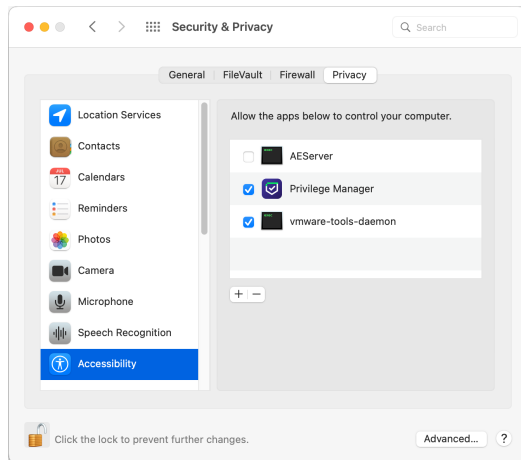 Security & Privacy
Search
General
FileVault
Firewall
Privacy
Location Services
Contacts
JUL
17
Calendars
Reminders
Photos
Camera
Microphone
Speech Recognition
Accessibility
Allow the apps below to control your computer.
AEServer
Privilege Manager
vmware-tools-daemon
+
−
Click the lock to prevent further changes.
Advanced...
?